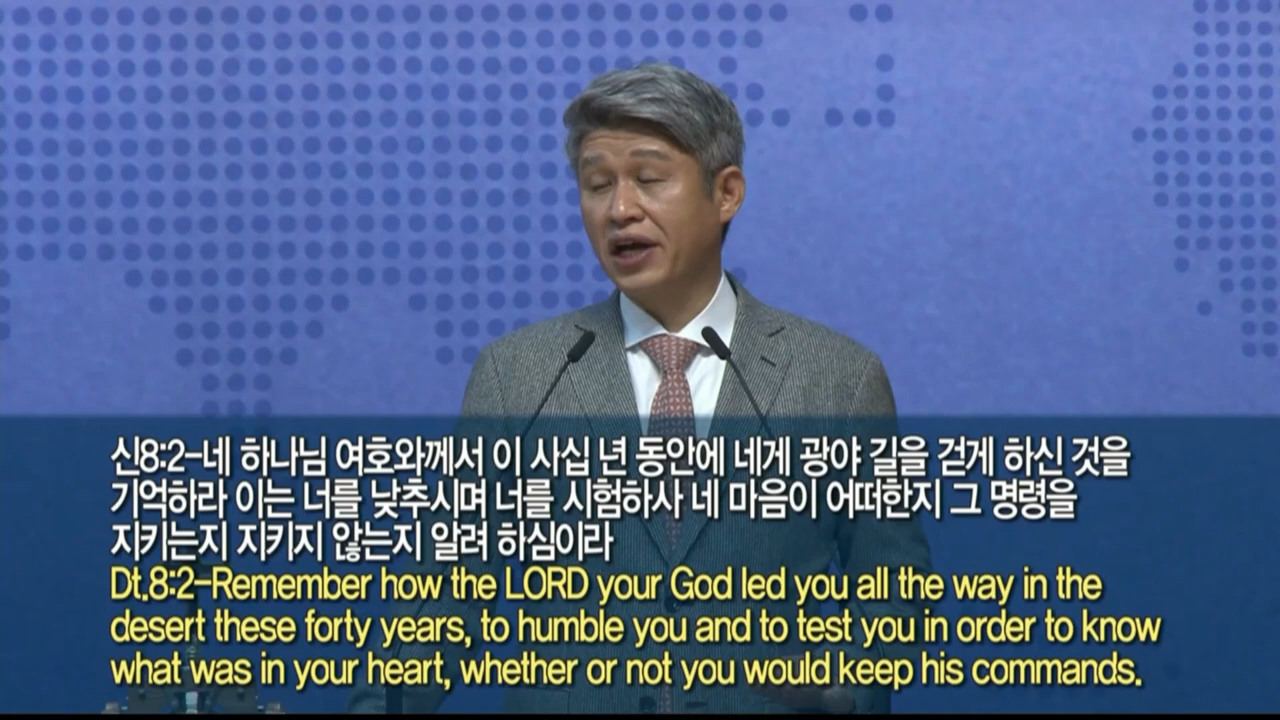 신8:2-네 하나님 여호와께서 이 사십 년 동안에 네게 광야 길을 걷게 하신 것을
기억하라 이는 너를 낮추시며 너를 시험하사 네 마음이 어떠한지 그 명령을
지키는지 지키지 않는지 알려 하심이라
Dt.8:2-Remember how the LORD your God led you all the way in the
desert these forty years, to humble you and to test you in order to know
what was in your heart, whether or not you would keep his commands.